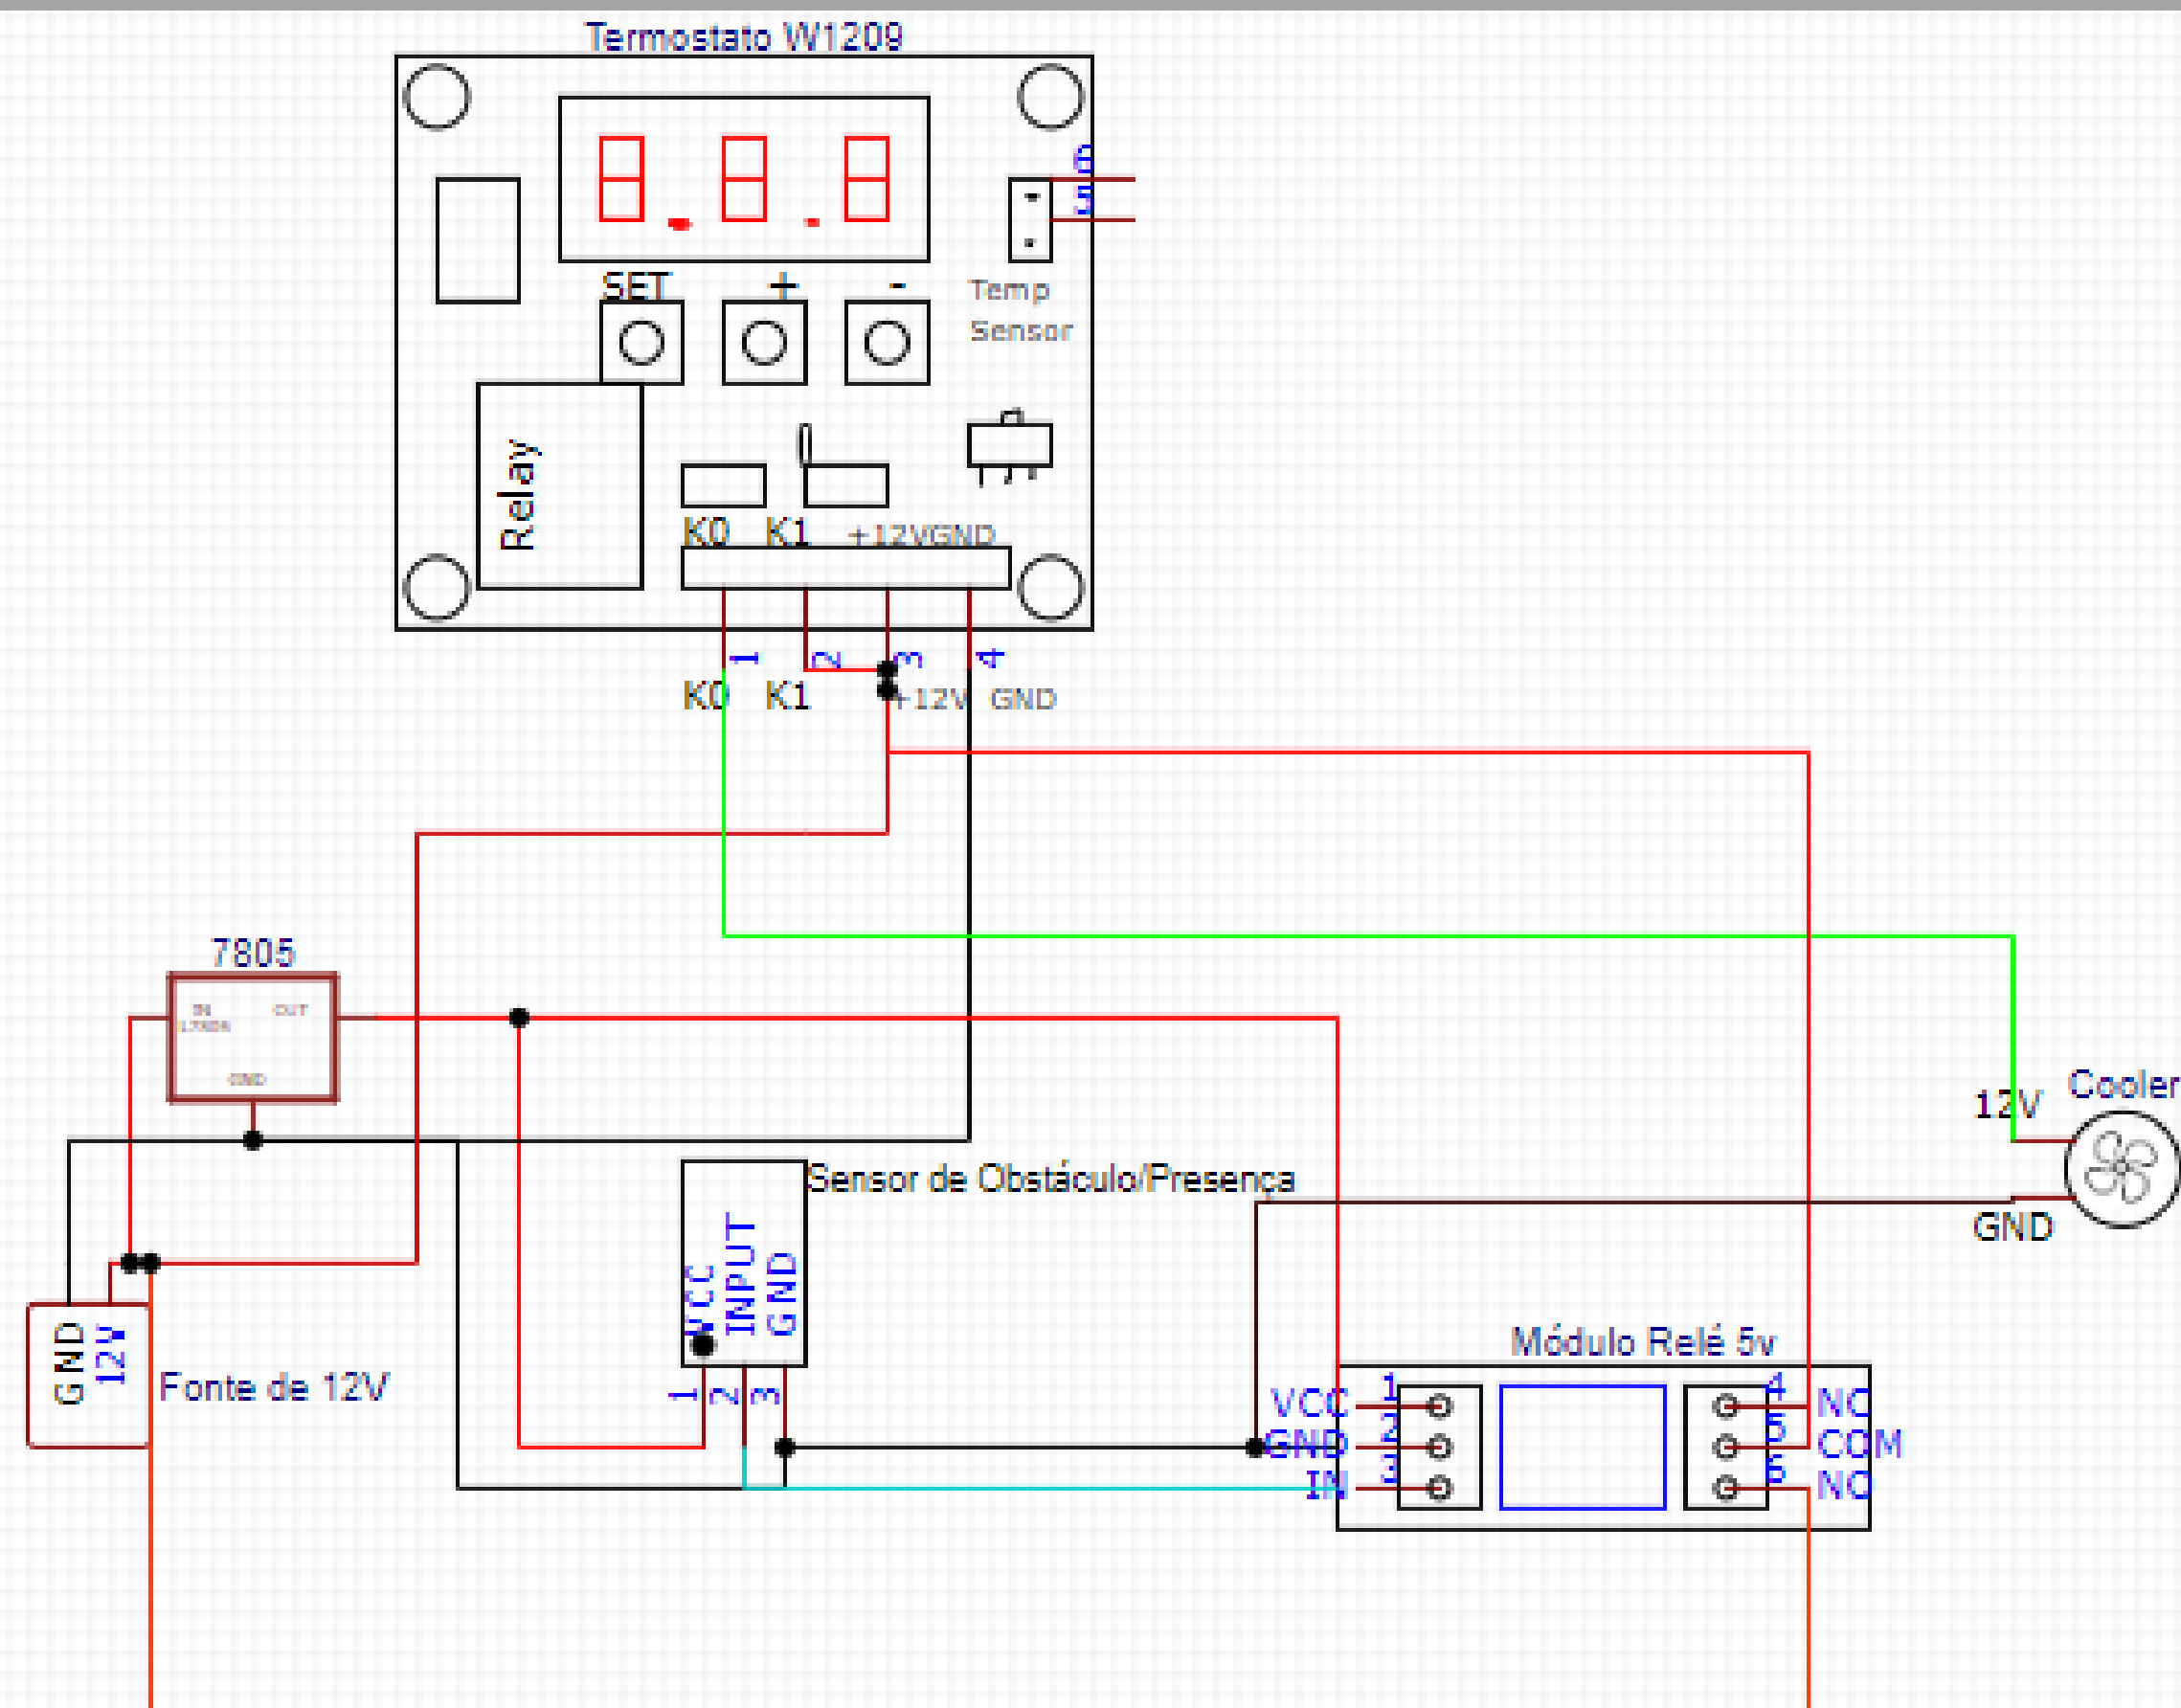 Termostato W1209
6
5
SET + -
Temp
Sensor
Relay
K0 K1 +12VGND
1 2 3 4
K0 K1 +12V GND
7805
IN OUT
L7805
GND
Cooler
12V
GND
Sensor de Obstáculo/Presença
VCC
INPUT
GND
1 2 3
GND
12V
Fonte de 12V
Módulo Relé 5v
VCC 1 4 NC
GND 2 5 COM
IN 3 6 NO